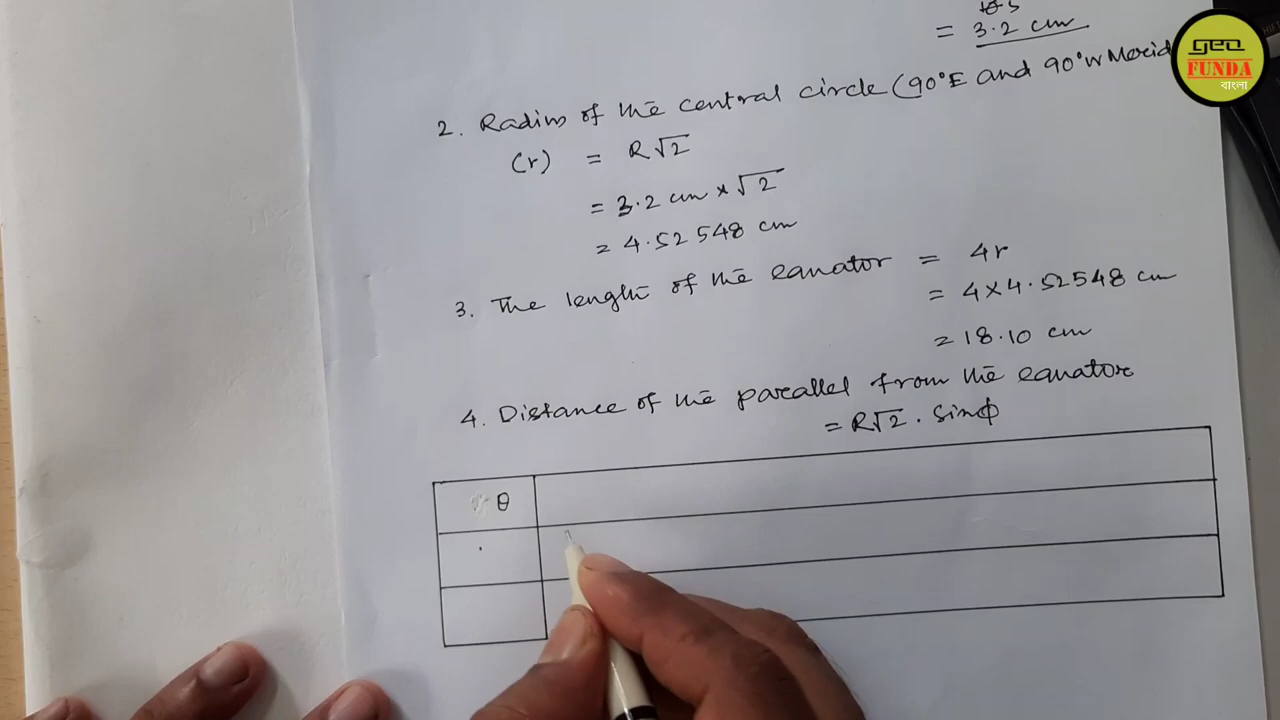 = 3.2 cm
2. Radius of the central circle (90°E and 90°W Merid
(r) = R√2
= 3.2 cm × √2
= 4.52548 cm
3. The length of the equator = 4r
= 4×4.52548 cm
= 18.10 cm
4. Distance of the parallel from the equator
= R√2 . Sinϕ
θ
geo
FUNDA
বাংলা